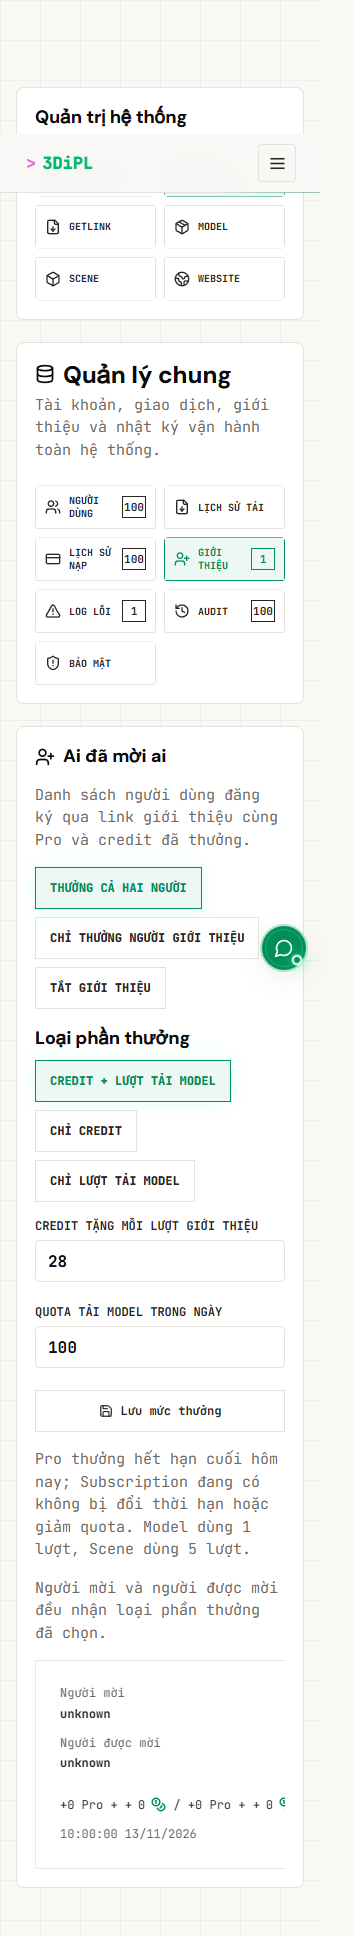 Quản trị hệ thống
> 3DiPL
GETLINK
MODEL
SCENE
WEBSITE
Quản lý chung
Tài khoản, giao dịch, giới
thiệu và nhật ký vận hành
toàn hệ thống.
NGƯỜI
DÙNG
100
LỊCH SỬ TẢI
LỊCH SỬ
NẠP
100
GIỚI
THIỆU
1
LOG LỖI
1
AUDIT
100
BẢO MẬT
Ai đã mời ai
Danh sách người dùng đăng
ký qua link giới thiệu cùng
Pro và credit đã thưởng.
THƯỞNG CẢ HAI NGƯỜI
CHỈ THƯỞNG NGƯỜI GIỚI THIỆU
TẮT GIỚI THIỆU
Loại phần thưởng
CREDIT + LƯỢT TẢI MODEL
CHỈ CREDIT
CHỈ LƯỢT TẢI MODEL
CREDIT TẶNG MỖI LƯỢT GIỚI THIỆU
28
QUOTA TẢI MODEL TRONG NGÀY
100
Lưu mức thưởng
Pro thưởng hết hạn cuối hôm
nay; Subscription đang có
không bị đổi thời hạn hoặc
giảm quota. Model dùng 1
lượt, Scene dùng 5 lượt.
Người mời và người được mời
đều nhận loại phần thưởng
đã chọn.
Người mời
unknown
Người được mời
unknown
+0 Pro + + 0 / +0 Pro + + 0
10:00:00 13/11/2026